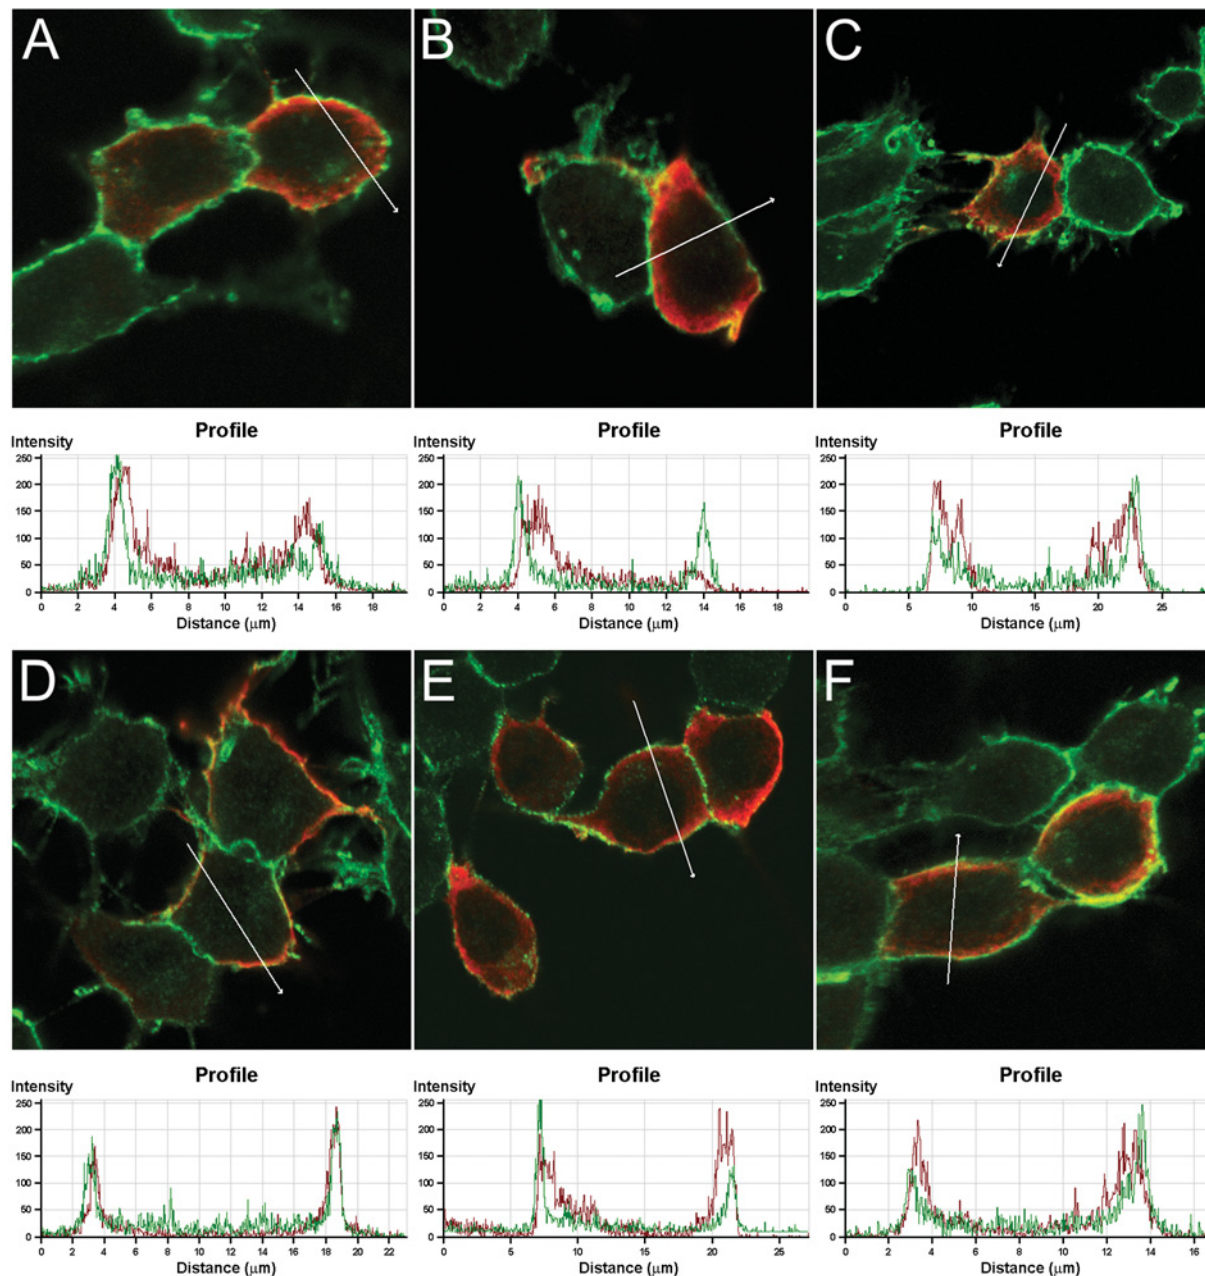 A B C
Profile Profile Profile
Intensity Intensity Intensity
250 250 250
200 200 200
150 150 150
100 100 100
50 50 50
0 0 0
0 2 4 6 8 10 12 14 16 18 0 2 4 6 8 10 12 14 16 18 0 5 10 15 20 25
Distance (μm) Distance (μm) Distance (μm)
D E F
Profile Profile Profile
Intensity Intensity Intensity
250 250 250
200 200 200
150 150 150
100 100 100
50 50 50
0 0 0
0 2 4 6 8 10 12 14 16 18 20 22 0 5 10 15 20 25 0 2 4 6 8 10 12 14 16
Distance (μm) Distance (μm) Distance (μm)